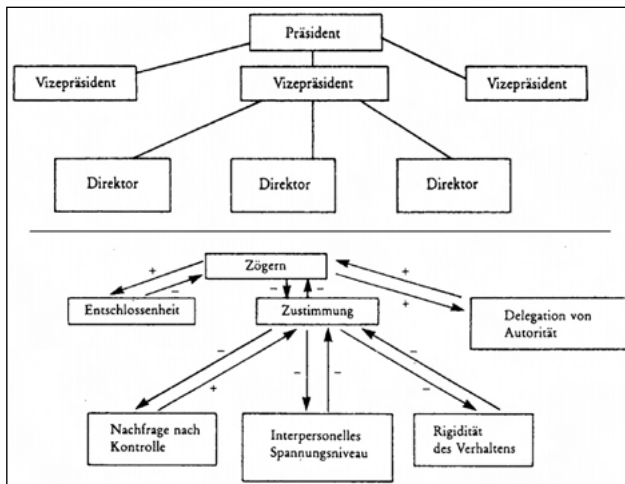 Präsident
Vizepräsident
Vizepräsident
Vizepräsident
Direktor
Direktor
Direktor
Zögern
+
−
−
−
+
+
Entschlossenheit
Zustimmung
Delegation von
Autorität
−
+
−
−
−
−
Nachfrage nach
Kontrolle
Interpersonelles
Spannungsniveau
Rigidität
des Verhaltens